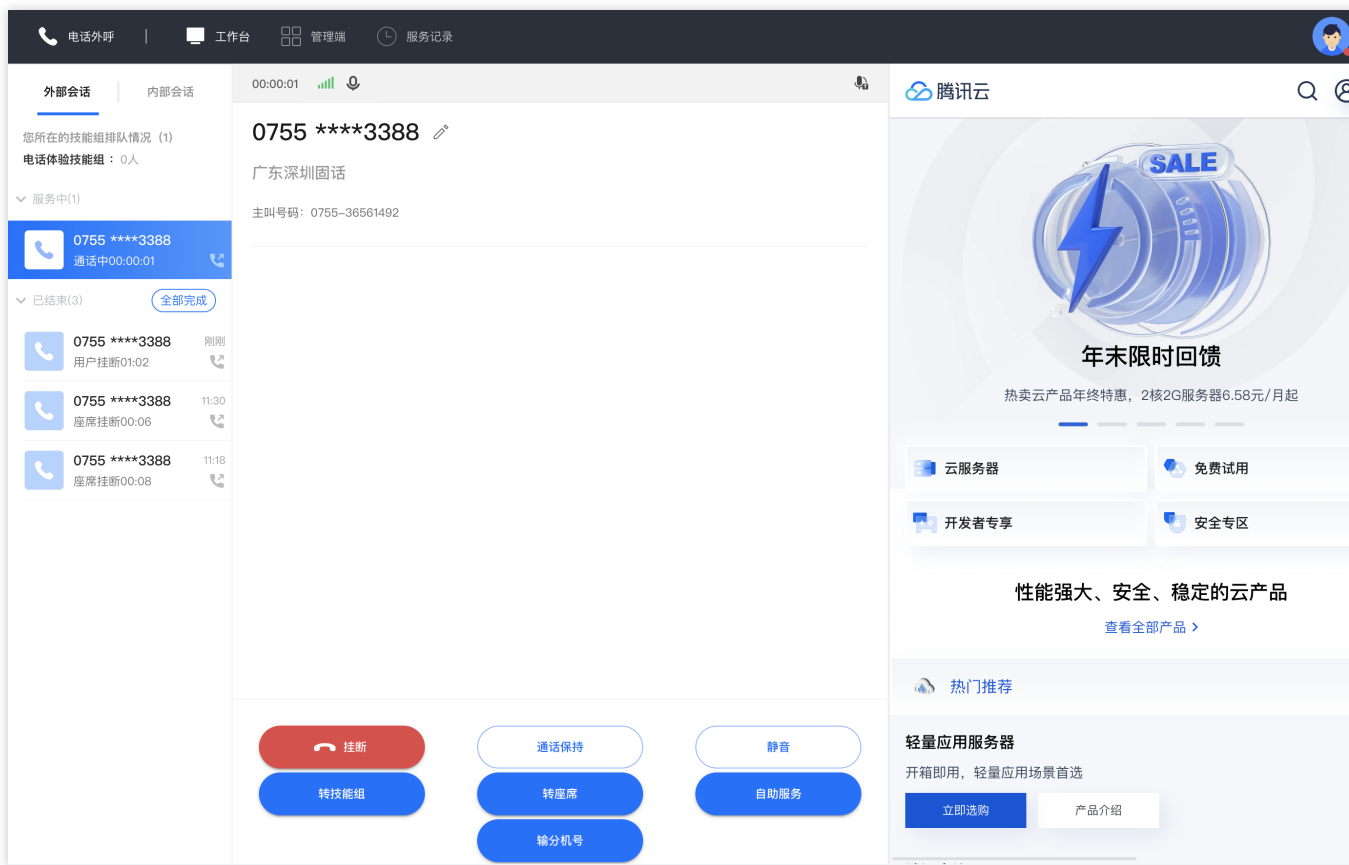 电话外呼 | 工作台 管理端 服务记录
外部会话 内部会话
您所在的技能组排队情况（1）
电话体验技能组： 0人
服务中(1)
0755 ****3388
通话中00:00:01
已结束(3) 全部完成
0755 ****3388 刚刚
用户挂断01:02
0755 ****3388 11:30
座席挂断00:06
0755 ****3388 11:18
座席挂断00:08
00:00:01
0755 ****3388
广东深圳固话
主叫号码：0755-36561492
挂断 通话保持 静音
转技能组 转座席 自助服务
输分机号
腾讯云
SALE
年末限时回馈
热卖云产品年终特惠，2核2G服务器6.58元/月起
云服务器 免费试用
开发者专享 安全专区
性能强大、安全、稳定的云产品
查看全部产品
热门推荐
轻量应用服务器
开箱即用，轻量应用场景首选
立即选购 产品介绍